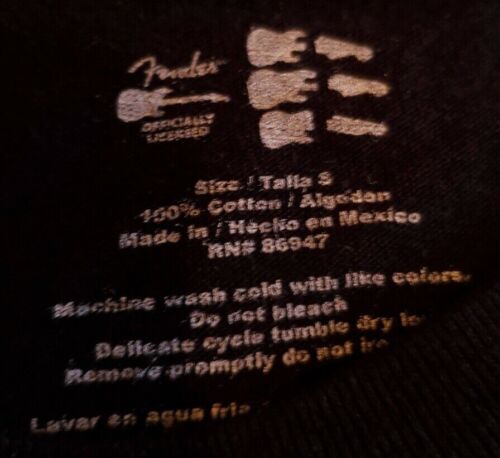 Fender
OFFICIALLY
LICENSED
Size / Talla S
100% Cotton / Algodon
Made in / Hecho en Mexico
RN# 86947
Machine wash cold with like colors.
Do not bleach
Delicate cycle tumble dry
Remove promptly do not
Lavar en agua fria